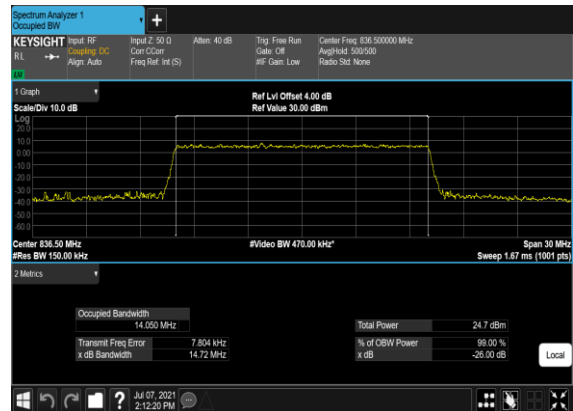 Spectrum Analyzer 1
Occupied BW
+
KEYSIGHT Input: RF Input Z: 50 Ω Atten: 40 dB Trig: Free Run Center Freq: 836.500000 MHz
RL Coupling: DC Corr CCorr Gate: Off Avg|Hold: 500/500
Align: Auto Freq Ref: Int (S) #IF Gain: Low Radio Std: None
1 Graph
Ref Lvl Offset 4.00 dB
Scale/Div 10.0 dB Ref Value 30.00 dBm
Log
20.0
10.0
0.00
-10.0
-20.0
-30.0
-40.0
-50.0
-60.0
Center 836.50 MHz #Video BW 470.00 kHz* Span 30 MHz
#Res BW 150.00 kHz Sweep 1.67 ms (1001 pts)
2 Metrics
Occupied Bandwidth
14.050 MHz Total Power 24.7 dBm
Transmit Freq Error 7.804 kHz % of OBW Power 99.00 %
x dB Bandwidth 14.72 MHz x dB -26.00 dB
Local
? Jul 07, 2021
2:12:20 PM